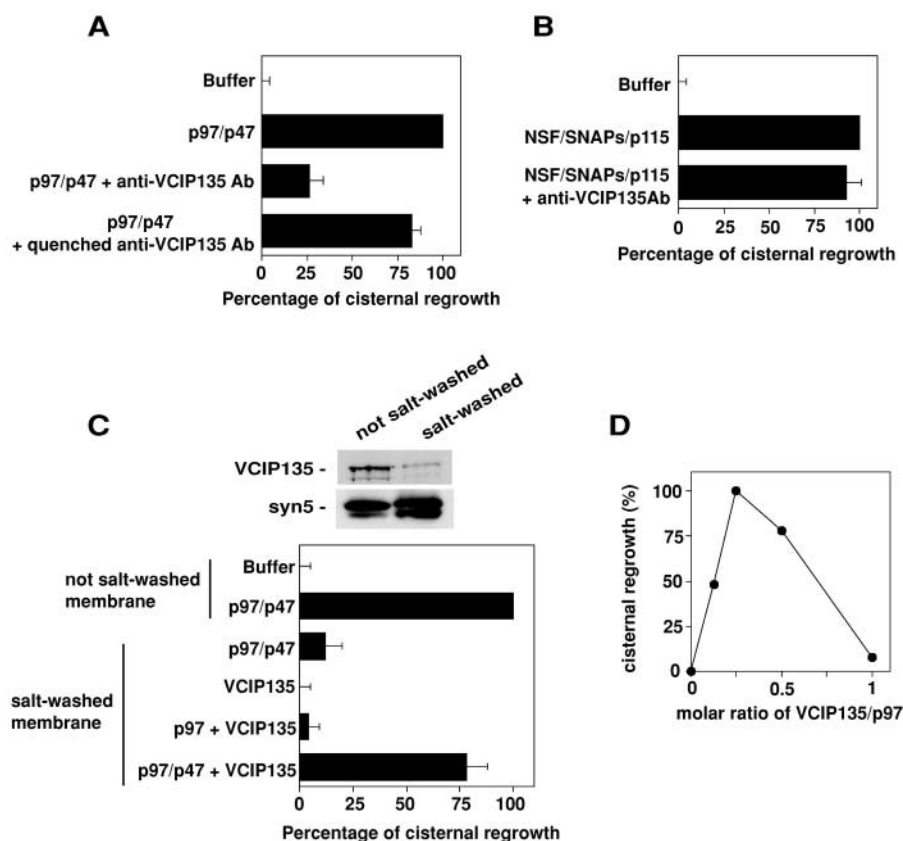 A
Buffer
p97/p47
p97/p47 + anti-VCIP135 Ab
p97/p47
+ quenched anti-VCIP135 Ab
0 25 50 75 100
Percentage of cisternal regrowth
B
Buffer
NSF/SNAPs/p115
NSF/SNAPs/p115
+ anti-VCIP135Ab
0 25 50 75 100
Percentage of cisternal regrowth
C
not salt-washed
salt-washed
VCIP135 -
syn5 -
not salt-washed
membrane
Buffer
p97/p47
salt-washed
membrane
p97/p47
VCIP135
p97 + VCIP135
p97/p47 + VCIP135
0 25 50 75 100
Percentage of cisternal regrowth
D
cisternal regrowth (%)
100
75
50
25
0
0 0.5 1
molar ratio of VCIP135/p97